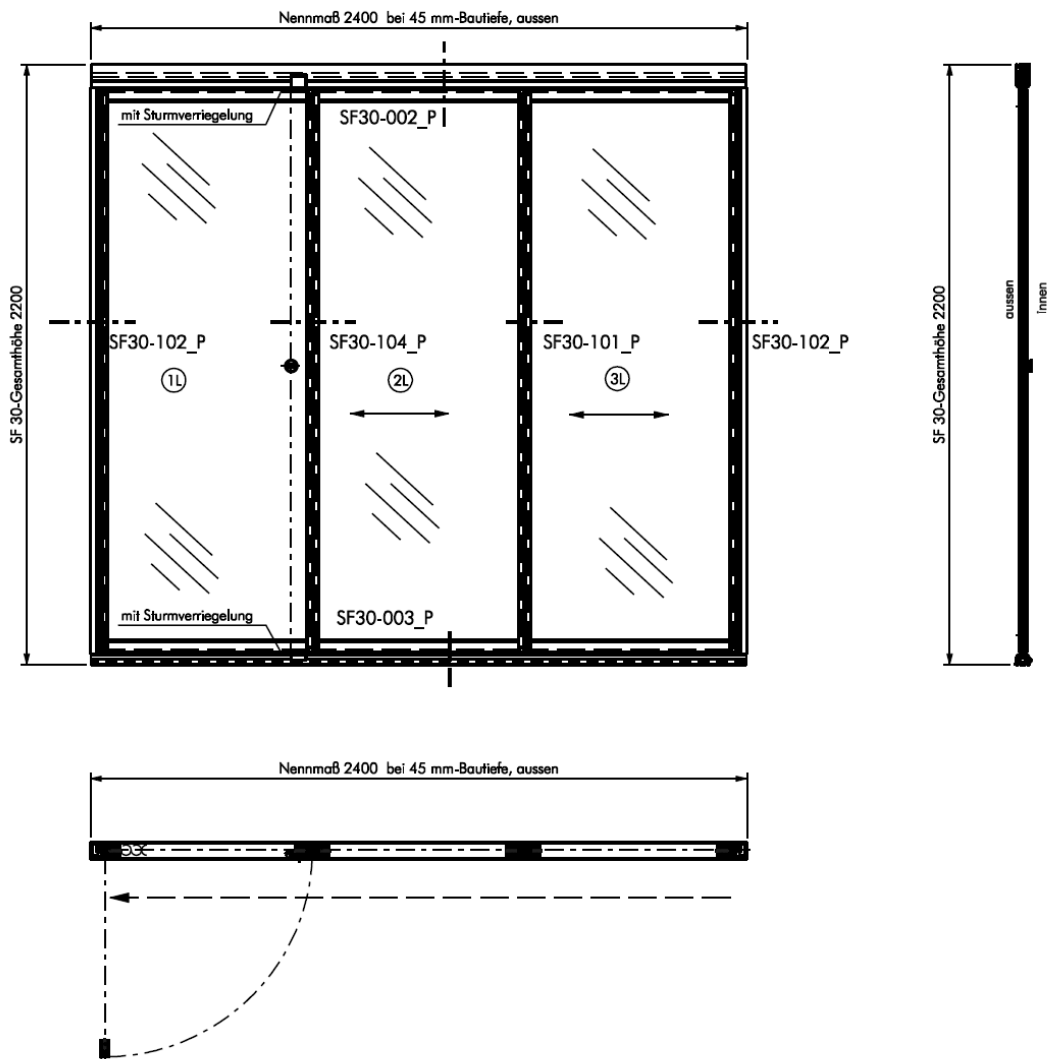 Nennmaß 2400 bei 45 mm-Bautiefe, aussen
mit Sturmverriegelung
SF30-002_P
SF 30-Gesamthöhe 2200
SF30-102_P
SF30-104_P
SF30-101_P
SF30-102_P
1L
2L
3L
mit Sturmverriegelung
SF30-003_P
SF 30-Gesamthöhe 2200
aussen
innen
Nennmaß 2400 bei 45 mm-Bautiefe, aussen